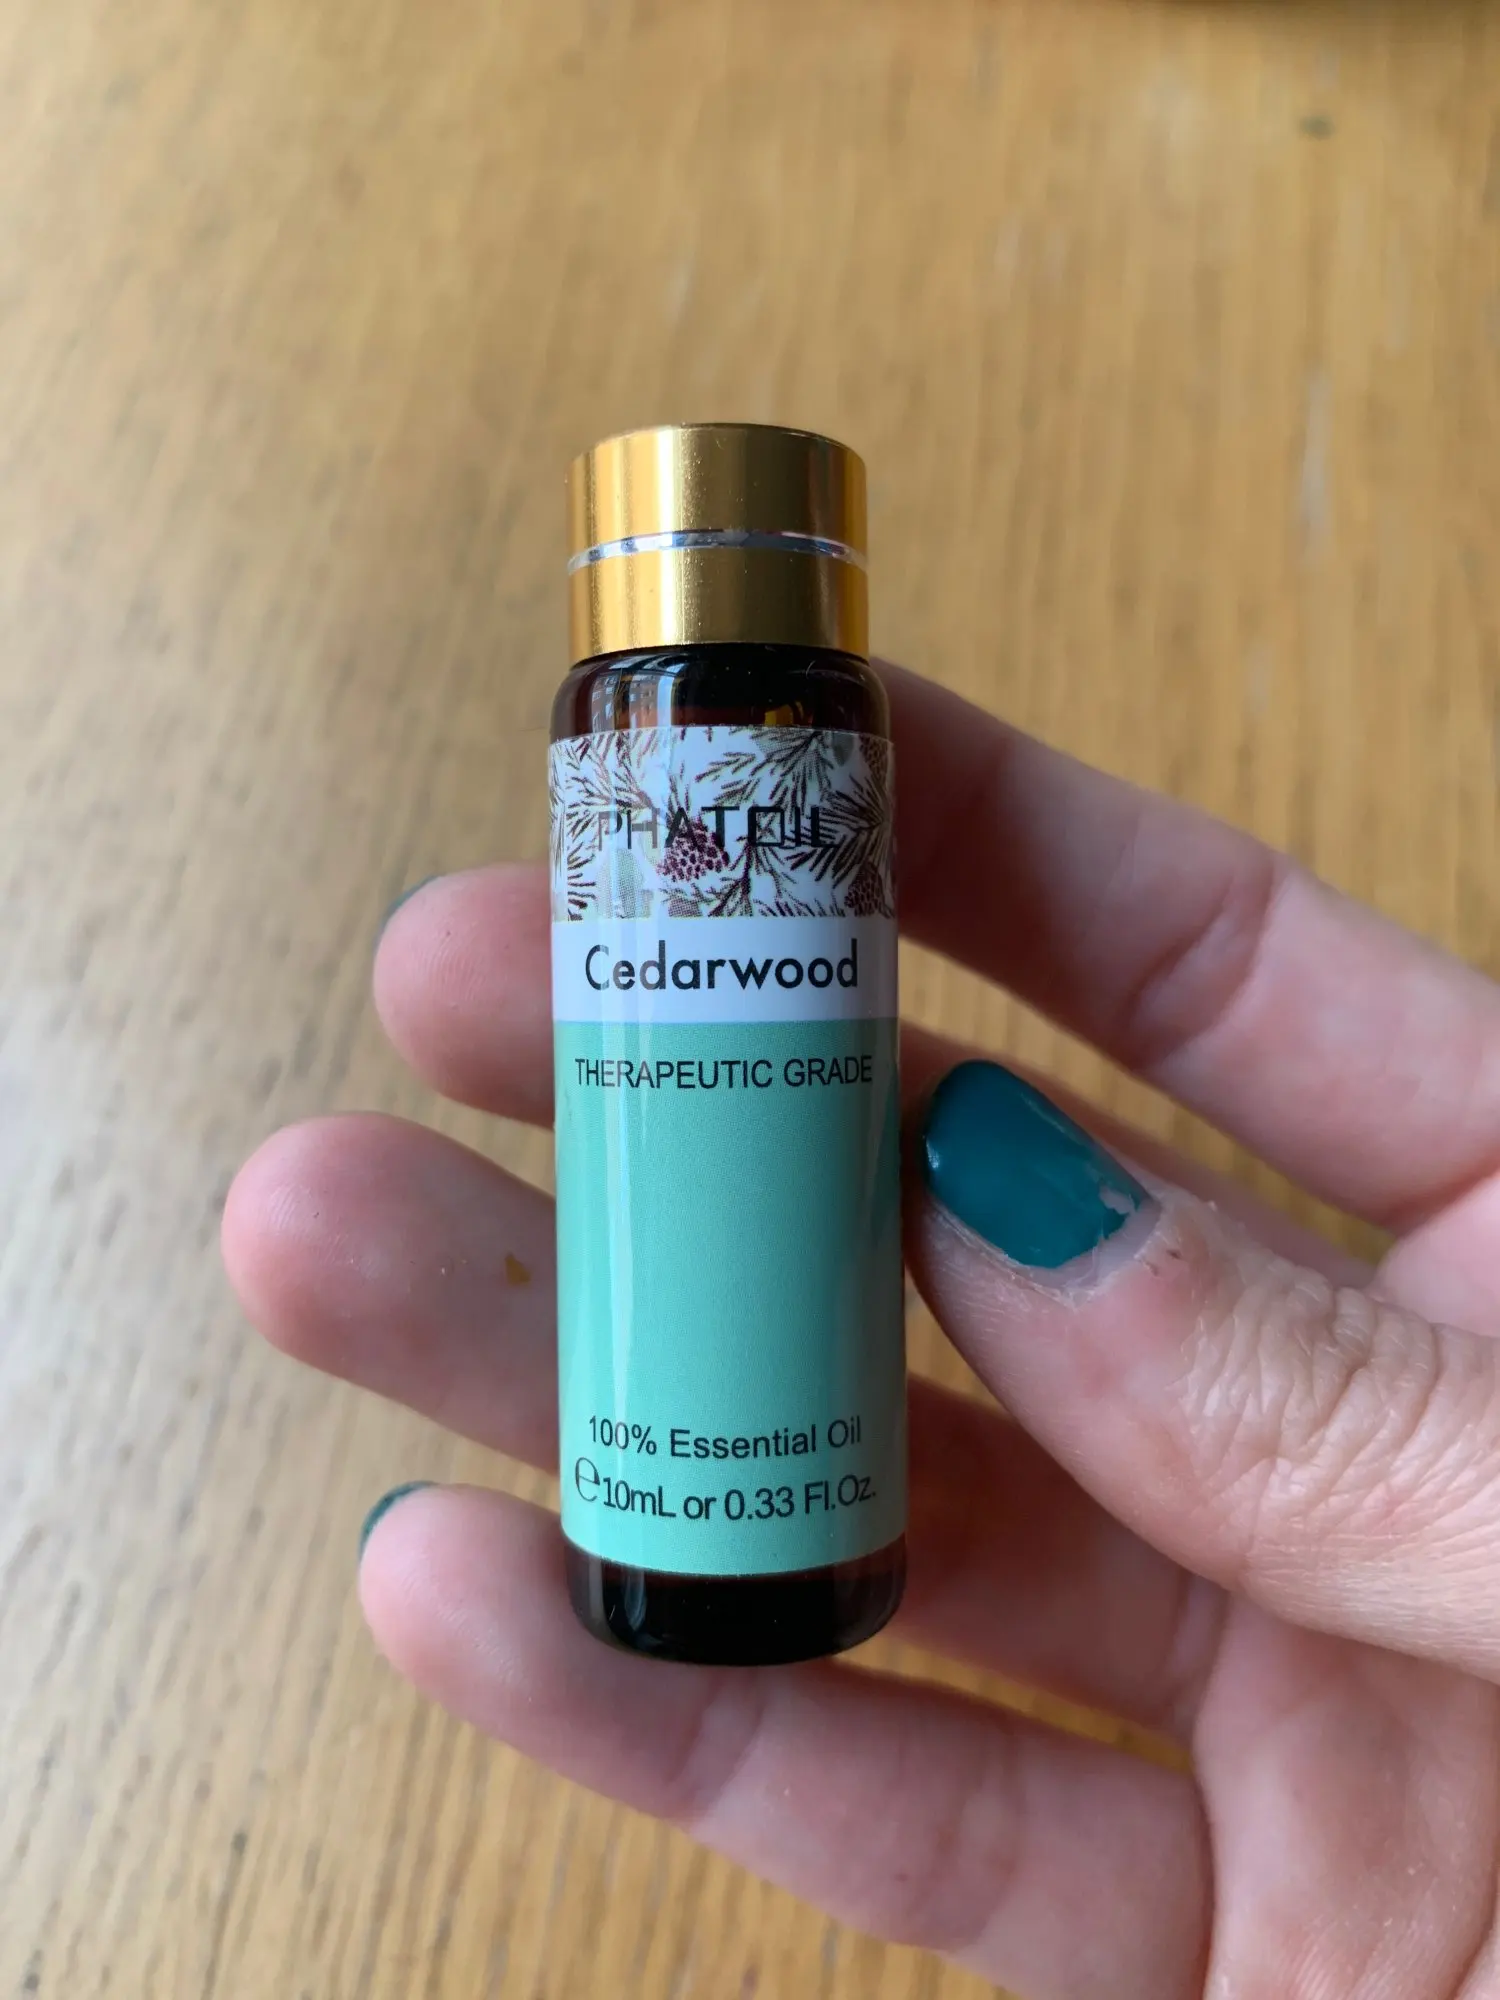 PHATOIL
Cedarwood
THERAPEUTIC GRADE
100% Essential Oil
℮10mL or 0.33 Fl.Oz.